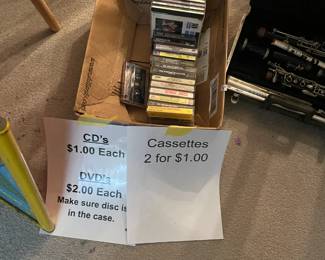 CD's
$1.00 Each
DVD's
$2.00 Each
Make sure disc is
in the case.
Cassettes
2 for $1.00